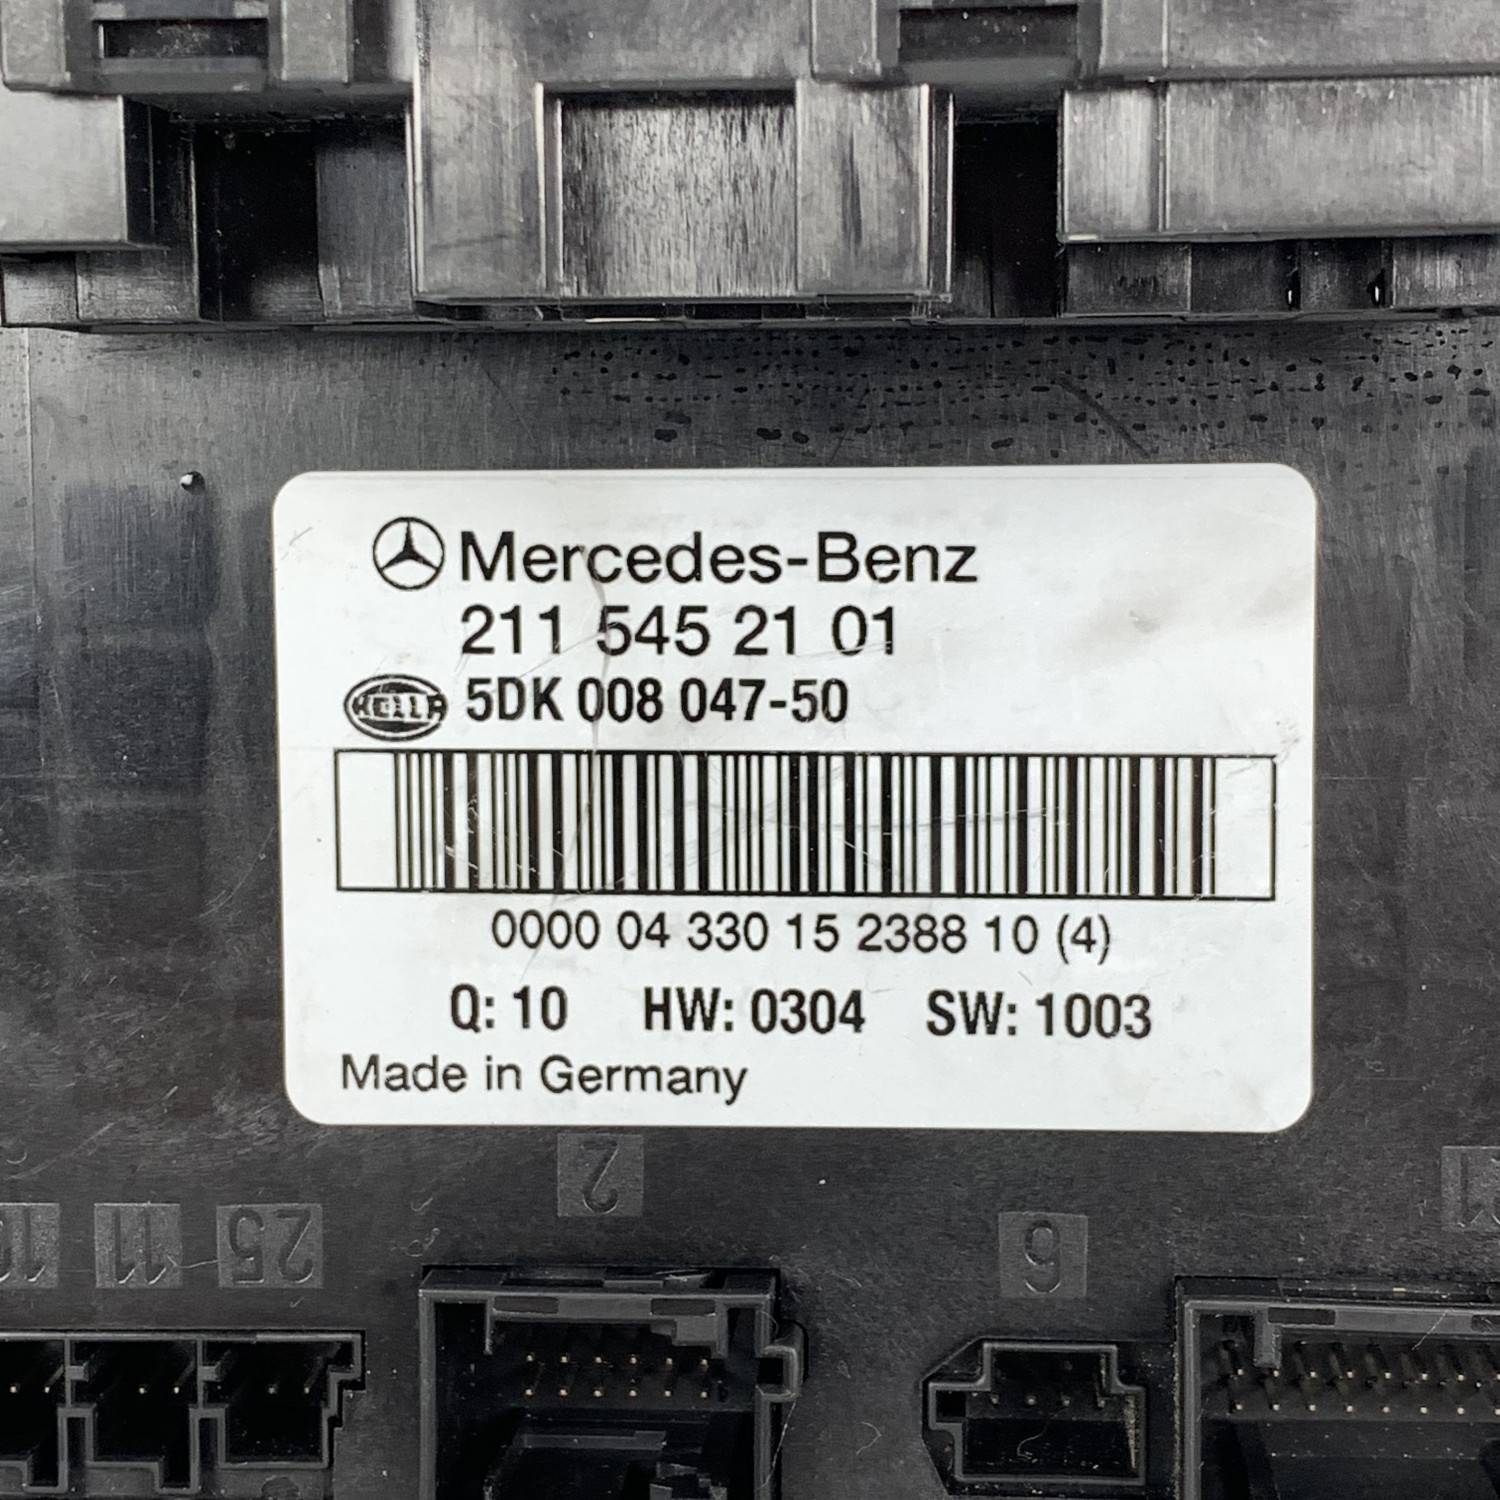 Mercedes-Benz
211 545 21 01
HELLA 5DK 008 047-50
0000 04 330 15 2388 10 (4)
Q: 10 HW: 0304 SW: 1003
Made in Germany
2
11 25
6